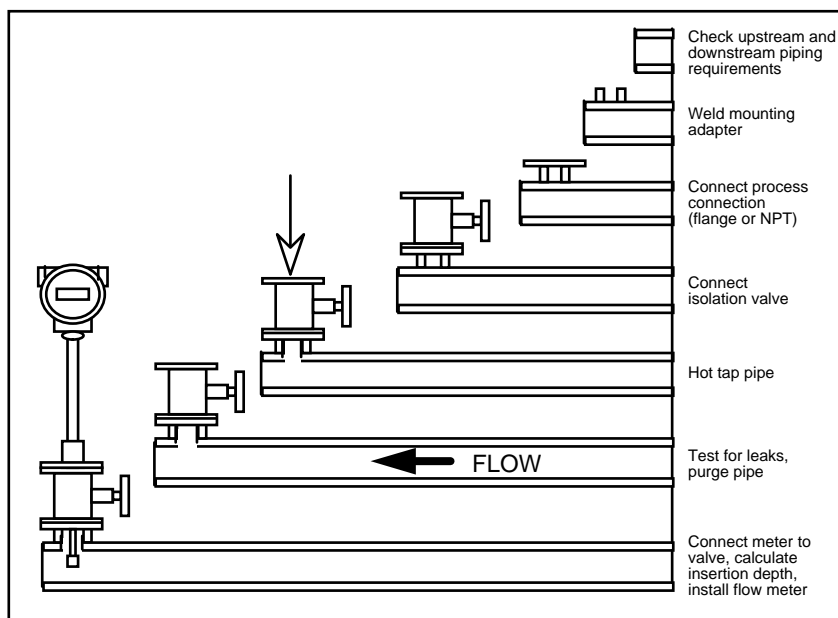 Check upstream and
downstream piping
requirements
Weld mounting
adapter
Connect process
connection
(flange or NPT)
Connect
isolation valve
Hot tap pipe
FLOW
Test for leaks,
purge pipe
Connect meter to
valve, calculate
insertion depth,
install flow meter